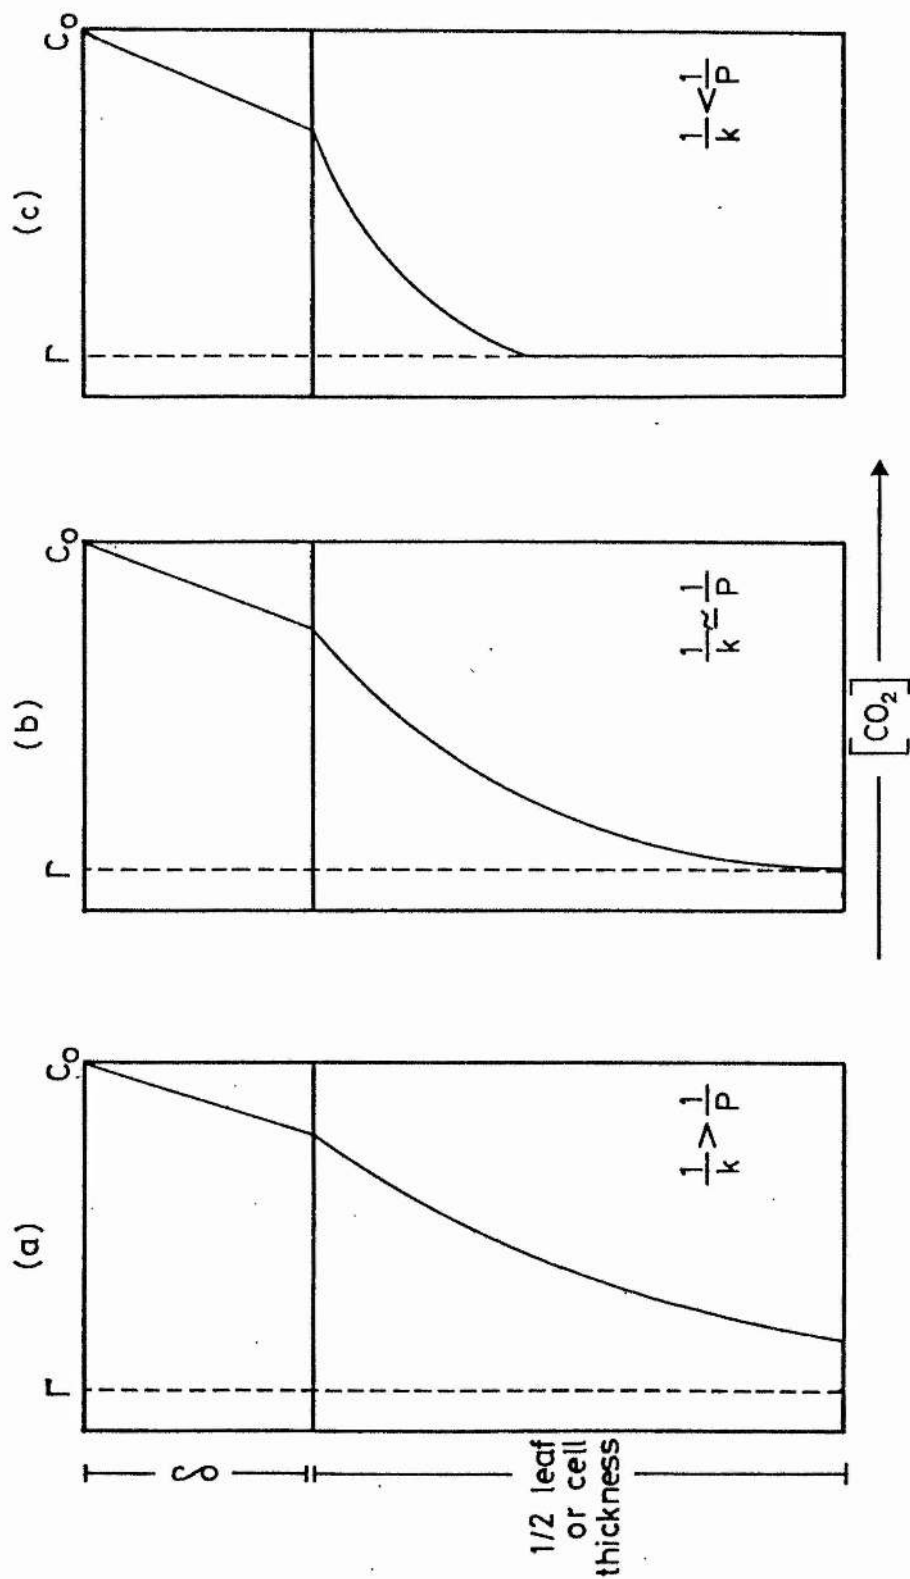 (a)
Γ
C₀
δ
1/2 leaf
or cell
thickness
1/k > 1/P
(b)
Γ
C₀
1/k ≃ 1/P
[CO₂]
(c)
Γ
C₀
1/k < 1/P